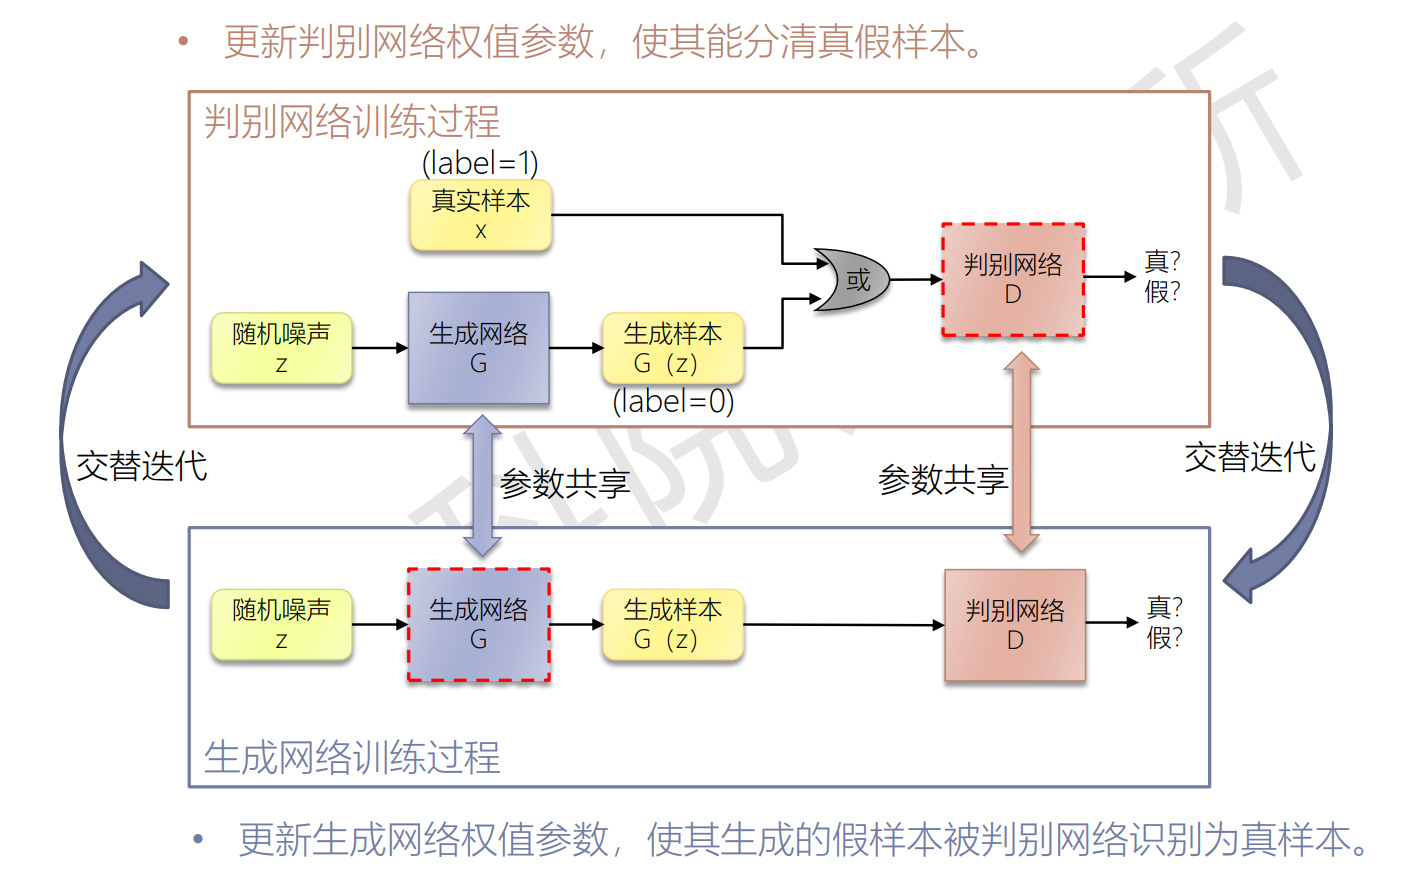 • 更新判别网络权值参数，使其能分清真假样本。
判别网络训练过程
(label=1)
真实样本
x
随机噪声
z
生成网络
G
生成样本
G（z）
(label=0)
或
判别网络
D
真?
假?
交替迭代
参数共享
参数共享
交替迭代
随机噪声
z
生成网络
G
生成样本
G（z）
判别网络
D
真?
假?
生成网络训练过程
• 更新生成网络权值参数，使其生成的假样本被判别网络识别为真样本。
科院
所